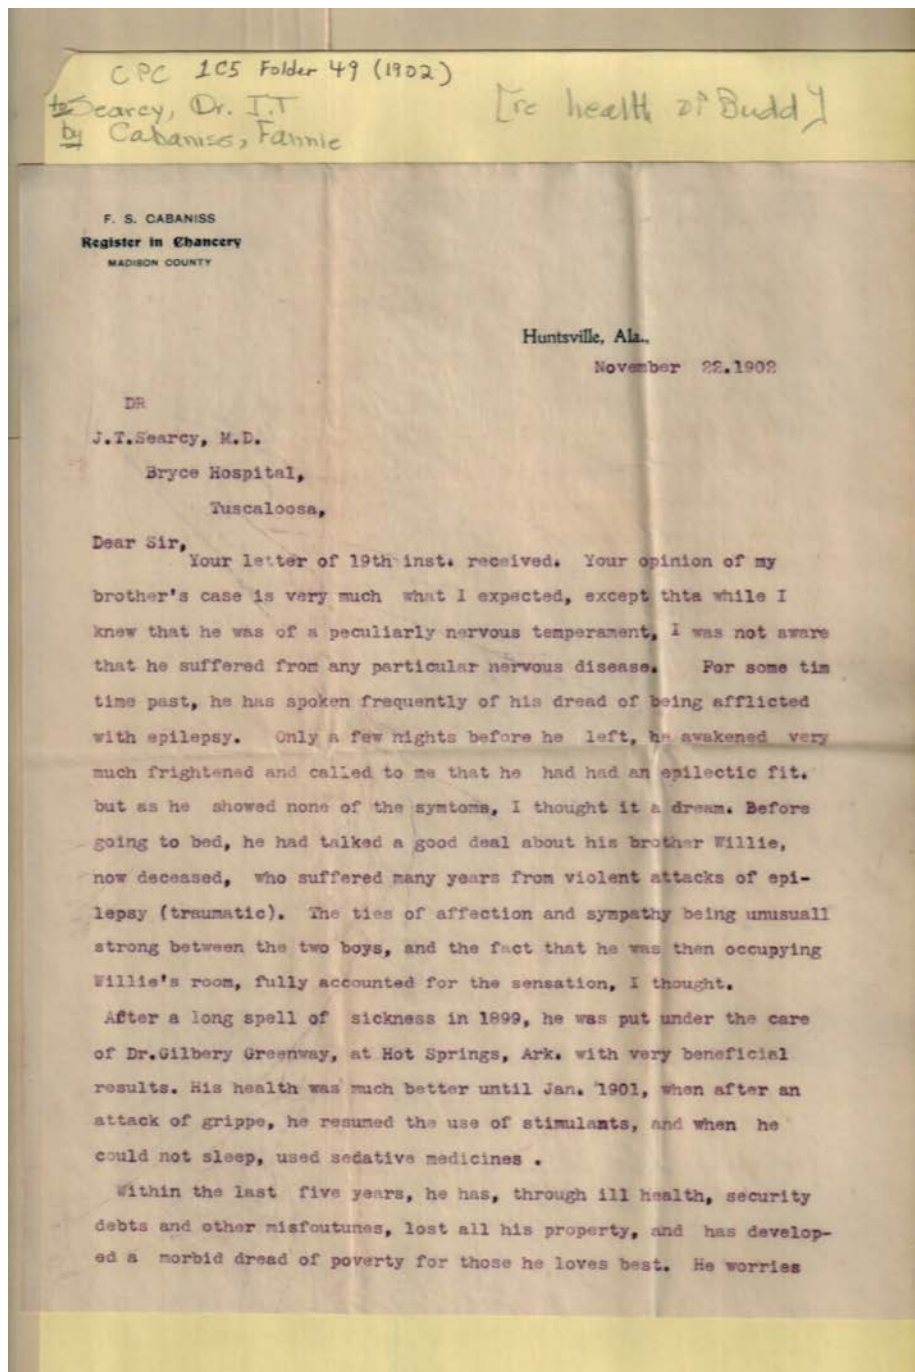 CPC 1C5 Folder 49 (1902)
to Searcy, Dr. I.T [re health of Budd]
by Cabaniss, Fannie
F. S. CABANISS
Register in Chancery
MADISON COUNTY
Huntsville, Ala.,
November 22.1902
DR
J.T.Searcy, M.D.
Bryce Hospital,
Tuscaloosa,
Dear Sir,
Your letter of 19th inst. received. Your opinion of my
brother's case is very much what I expected, except thta while I
knew that he was of a peculiarly nervous temperament, I was not aware
that he suffered from any particular nervous disease. For some tim
time past, he has spoken frequently of his dread of being afflicted
with epilepsy. Only a few nights before he left, he awakened very
much frightened and called to me that he had had an epilectic fit.
but as he showed none of the symtoms, I thought it a dream. Before
going to bed, he had talked a good deal about his brother Willie,
now deceased, who suffered many years from violent attacks of epi-
lepsy (traumatic). The ties of affection and sympathy being unusuall
strong between the two boys, and the fact that he was then occupying
Willie's room, fully accounted for the sensation, I thought.
After a long spell of sickness in 1899, he was put under the care
of Dr.Gilbery Greenway, at Hot Springs, Ark. with very beneficial
results. His health was much better until Jan. 1901, when after an
attack of grippe, he resumed the use of stimulants, and when he
could not sleep, used sedative medicines .
Within the last five years, he has, through ill health, security
debts and other misfoutunes, lost all his property, and has develop-
ed a morbid dread of poverty for those he loves best. He worries